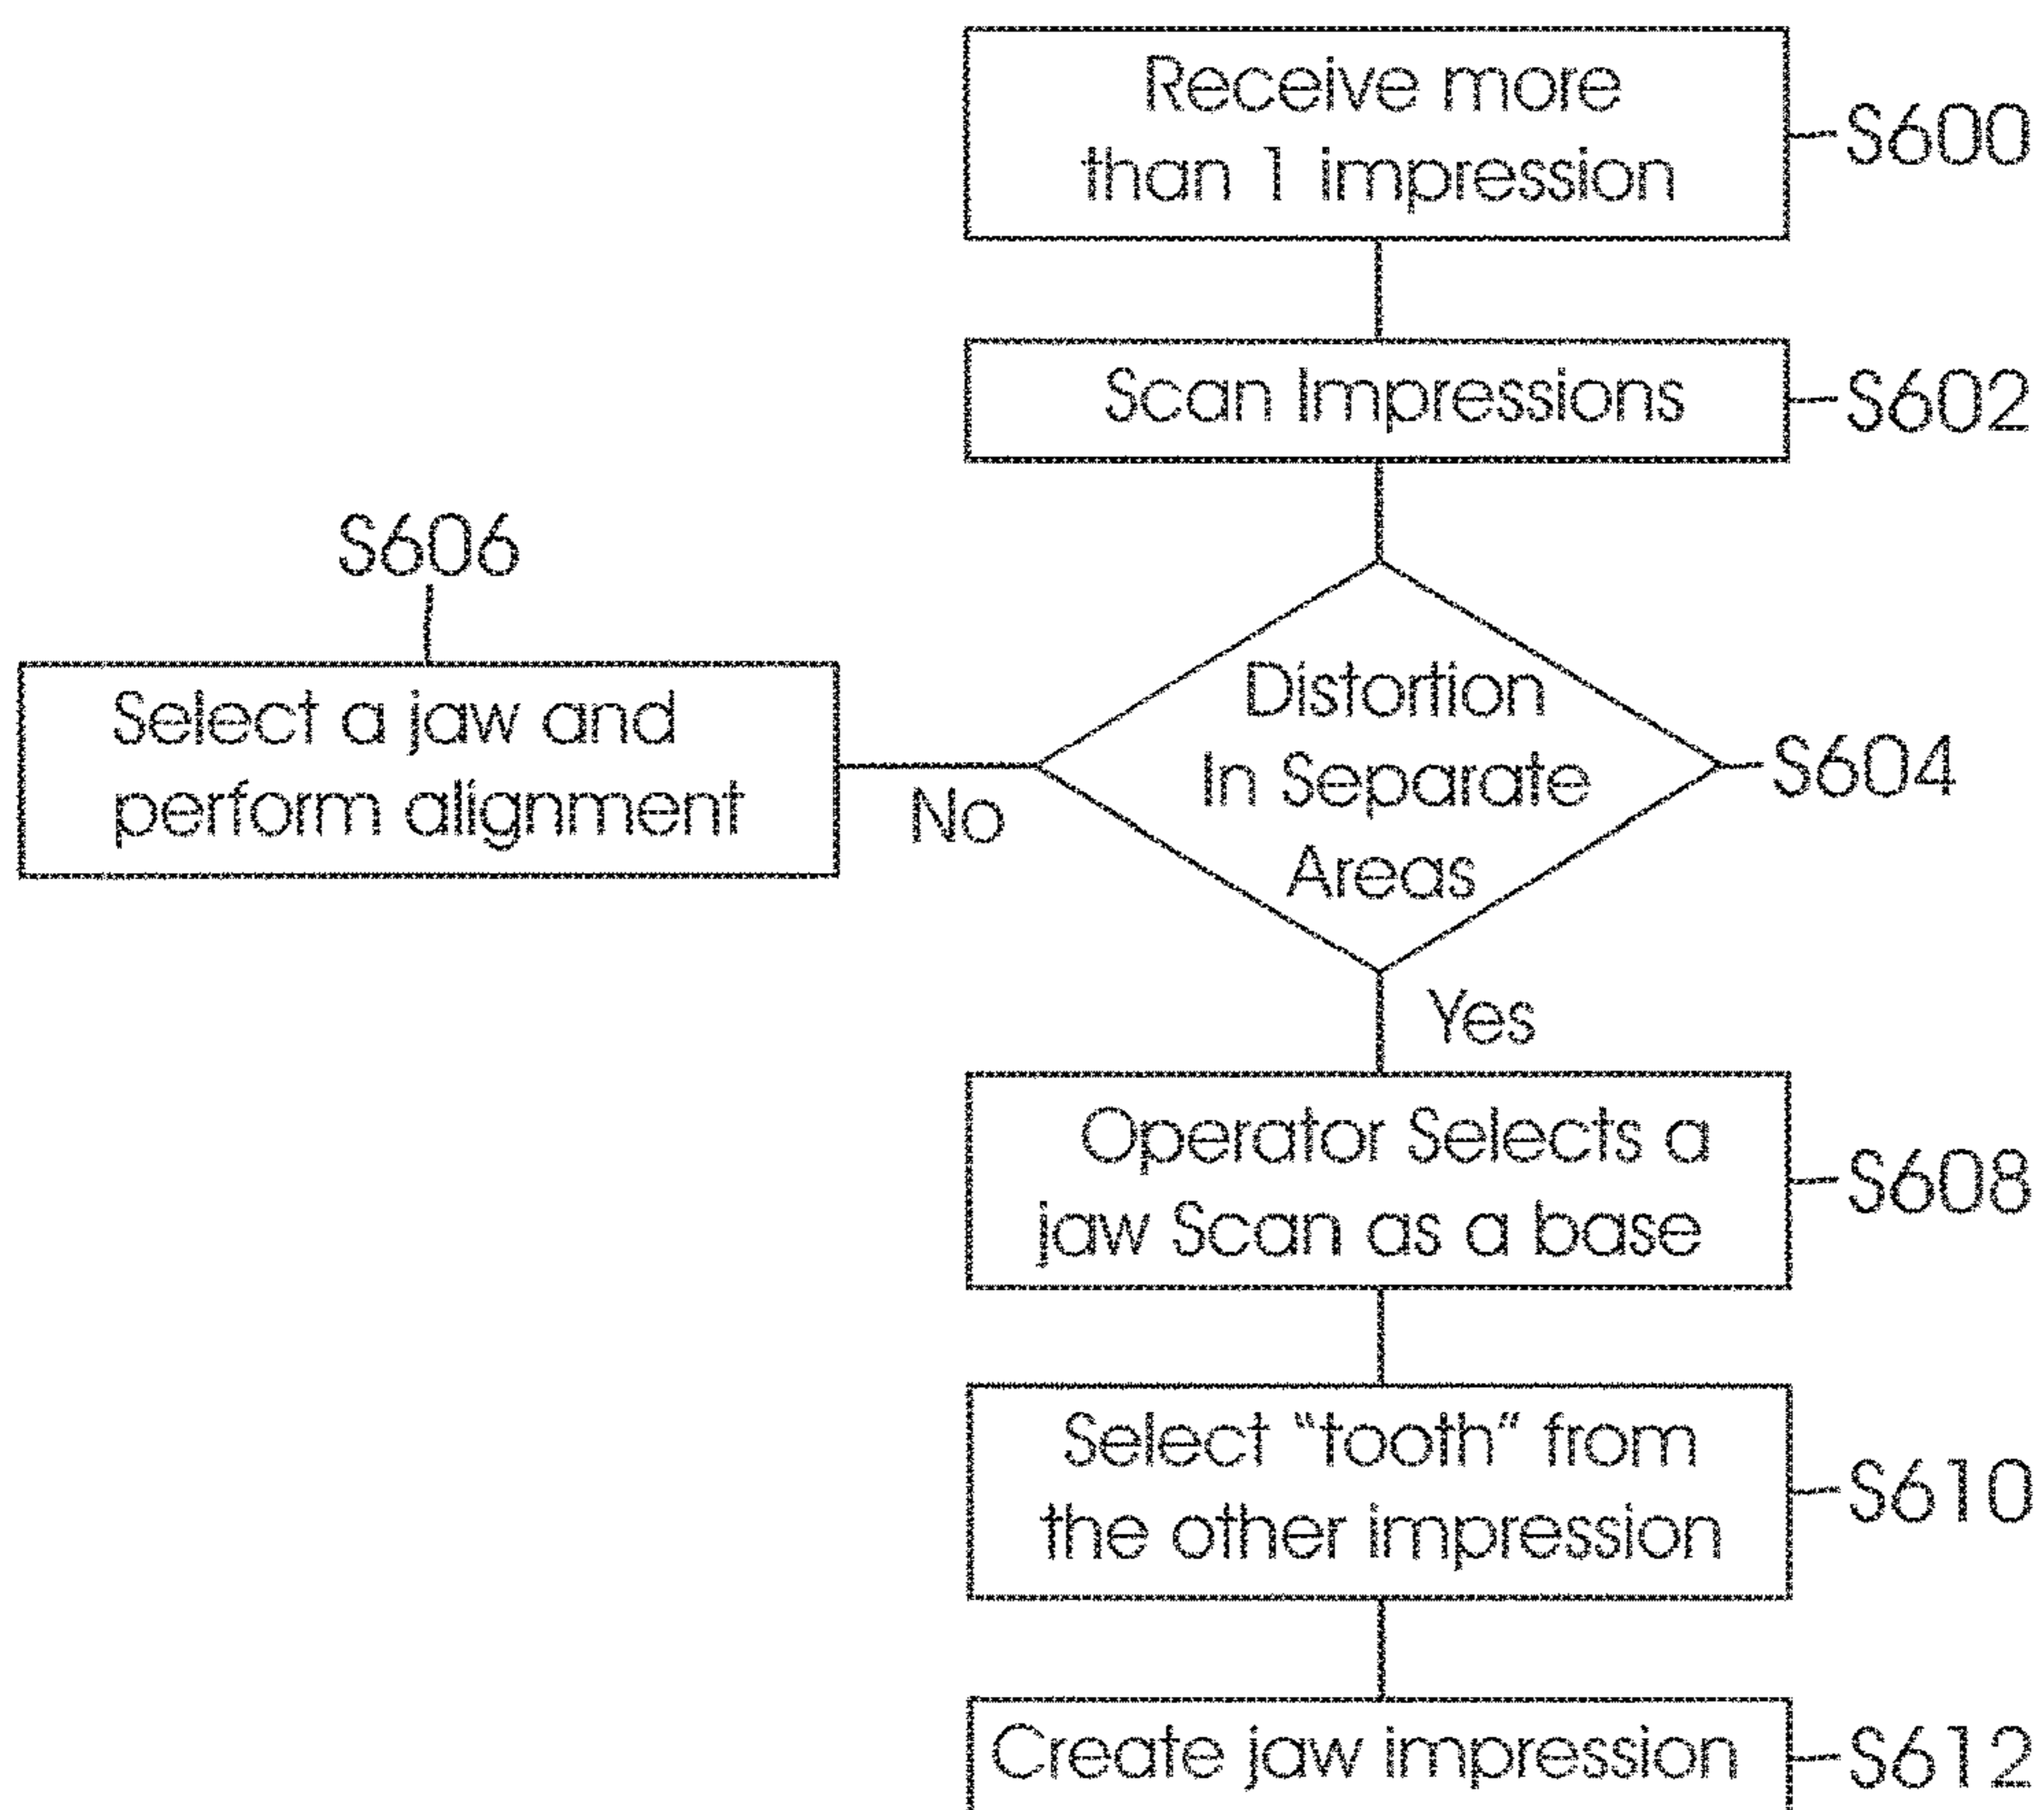 Receive more
than 1 impression
S600
Scan Impressions
S602
S606
Select a jaw and
perform alignment
No
Distortion
In Separate
Areas
S604
Yes
Operator Selects a
jaw Scan as a base
S608
Select “tooth” from
the other impression
S610
Create jaw impression
S612